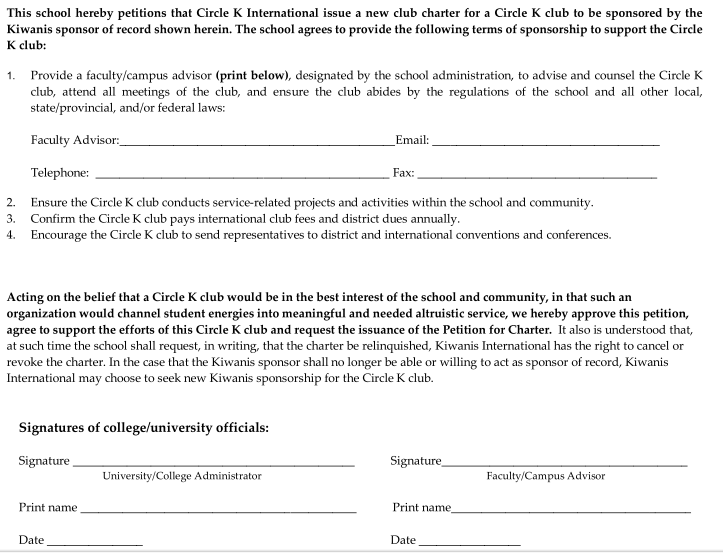 This school hereby petitions that Circle K International issue a new club charter for a Circle K club to be sponsored by the
Kiwanis sponsor of record shown herein. The school agrees to provide the following terms of sponsorship to support the Circle
K club:
1. Provide a faculty/campus advisor (print below), designated by the school administration, to advise and counsel the Circle K
club, attend all meetings of the club, and ensure the club abides by the regulations of the school and all other local,
state/provincial, and/or federal laws:
Faculty Advisor:______________________________Email: ______________________________
Telephone: ______________________________ Fax: ______________________________
2. Ensure the Circle K club conducts service-related projects and activities within the school and community.
3. Confirm the Circle K club pays international club fees and district dues annually.
4. Encourage the Circle K club to send representatives to district and international conventions and conferences.
Acting on the belief that a Circle K club would be in the best interest of the school and community, in that such an
organization would channel student energies into meaningful and needed altruistic service, we hereby approve this petition,
agree to support the efforts of this Circle K club and request the issuance of the Petition for Charter. It also is understood that,
at such time the school shall request, in writing, that the charter be relinquished, Kiwanis International has the right to cancel or
revoke the charter. In the case that the Kiwanis sponsor shall no longer be able or willing to act as sponsor of record, Kiwanis
International may choose to seek new Kiwanis sponsorship for the Circle K club.
Signatures of college/university officials:
Signature ______________________________ Signature______________________________
University/College Administrator Faculty/Campus Advisor
Print name ______________________________ Print name______________________________
Date _______________ Date _______________